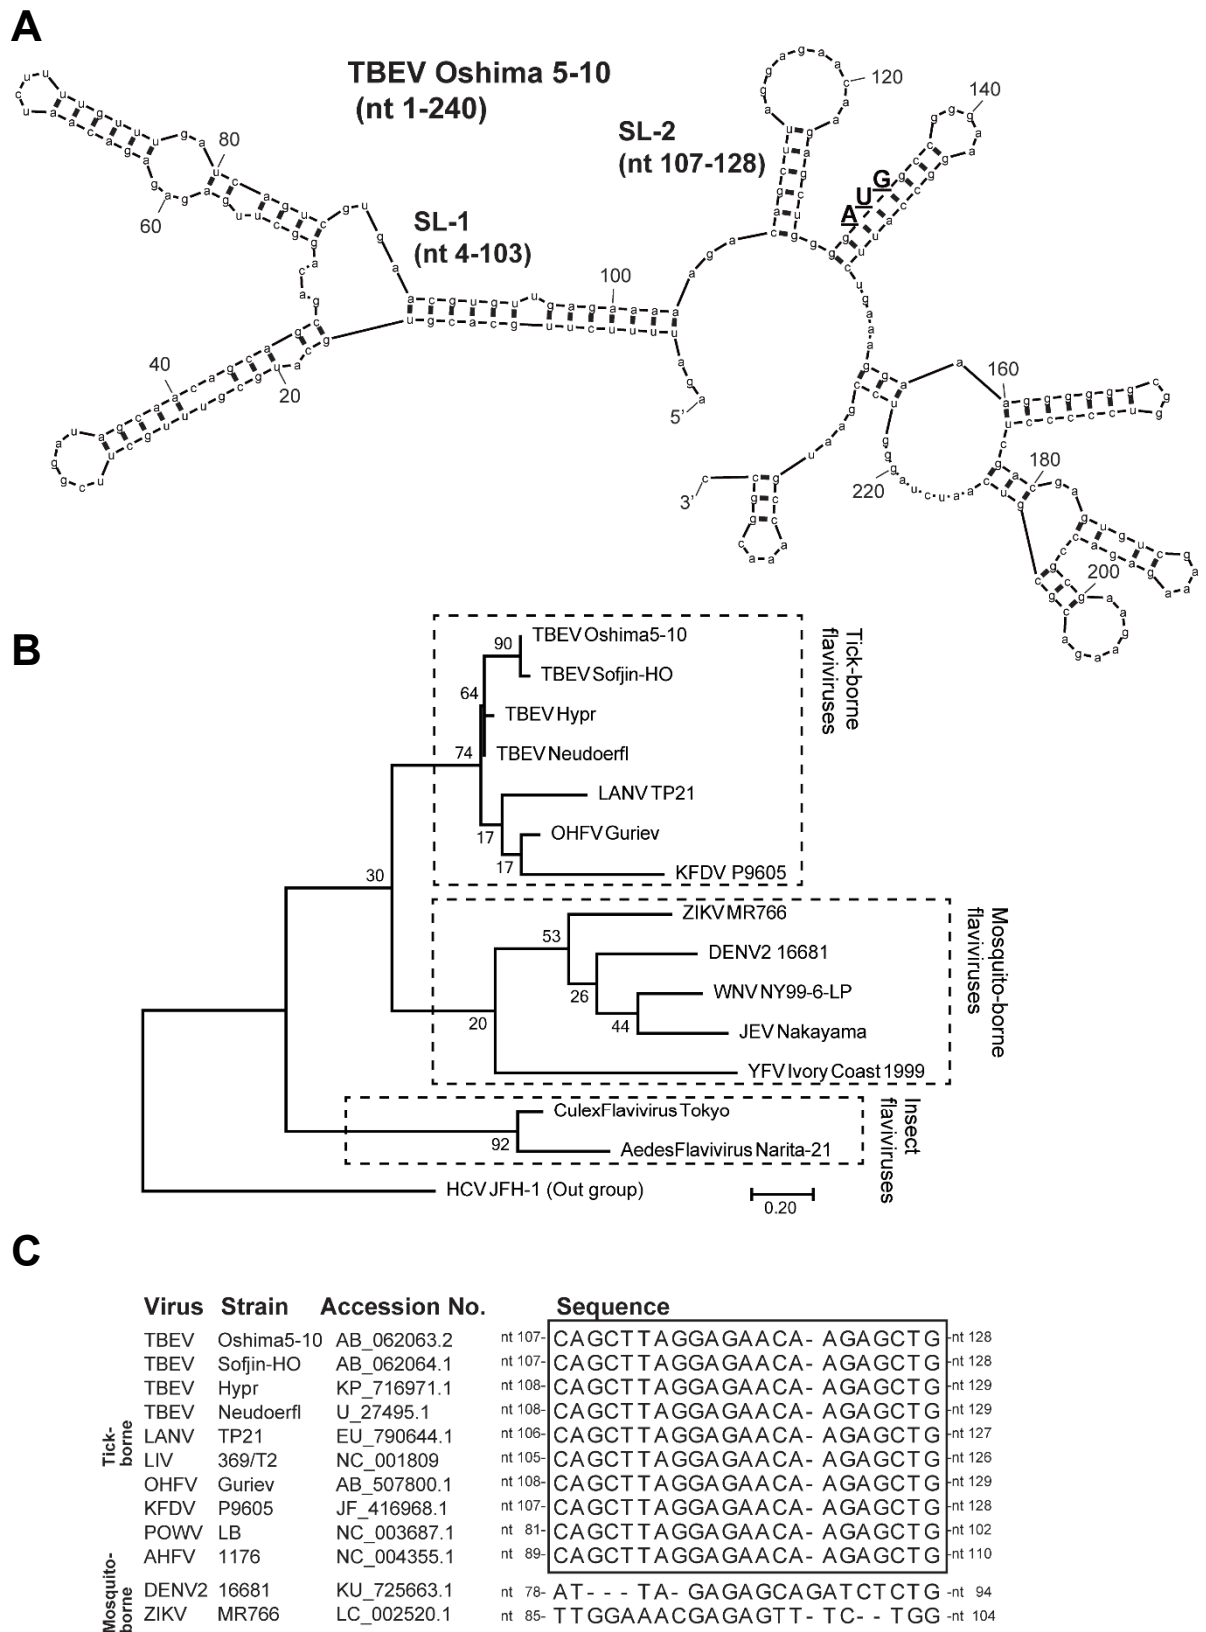 A
TBEV Oshima 5-10
(nt 1-240)
SL-2
(nt 107-128)
SL-1
(nt 4-103)
120
140
80
60
100
40
20
160
180
200
220
A
U
G
5'
3'
B
TBEV Oshima5-10
TBEV Sofjin-HO
TBEV Hypr
TBEV Neudoerfl
LANV TP21
OHFV Guriev
KFDV P9605
ZIKV MR766
DENV2 16681
WNV NY99-6-LP
JEV Nakayama
YFV Ivory Coast 1999
CulexFlavivirus Tokyo
AedesFlavivirus Narita-21
HCV JFH-1 (Out group)
90
64
74
17
17
30
53
26
44
20
92
0.20
Tick-borne
flaviviruses
Mosquito-borne
flaviviruses
Insect
flaviviruses
C
Virus Strain Accession No. Sequence
TBEV Oshima5-10 AB_062063.2 nt 107- CAGCTTAGGAGAACA- AGAGCTG -nt 128
TBEV Sofjin-HO AB_062064.1 nt 107- CAGCTTAGGAGAACA- AGAGCTG -nt 128
TBEV Hypr KP_716971.1 nt 108- CAGCTTAGGAGAACA- AGAGCTG -nt 129
TBEV Neudoerfl U_27495.1 nt 108- CAGCTTAGGAGAACA- AGAGCTG -nt 129
LANV TP21 EU_790644.1 nt 106- CAGCTTAGGAGAACA- AGAGCTG -nt 127
LIV 369/T2 NC_001809 nt 105- CAGCTTAGGAGAACA- AGAGCTG -nt 126
OHFV Guriev AB_507800.1 nt 108- CAGCTTAGGAGAACA- AGAGCTG -nt 129
KFDV P9605 JF_416968.1 nt 107- CAGCTTAGGAGAACA- AGAGCTG -nt 128
POWV LB NC_003687.1 nt 81- CAGCTTAGGAGAACA- AGAGCTG -nt 102
AHFV 1176 NC_004355.1 nt 89- CAGCTTAGGAGAACA- AGAGCTG -nt 110
DENV2 16681 KU_725663.1 nt 78- AT- - - TA- GAGAGCAGATCTCTG -nt 94
ZIKV MR766 LC_002520.1 nt 85- TTGGAAACGAGAGTT- TC- - TGG -nt 104
Tick-
borne
Mosquito-
borne